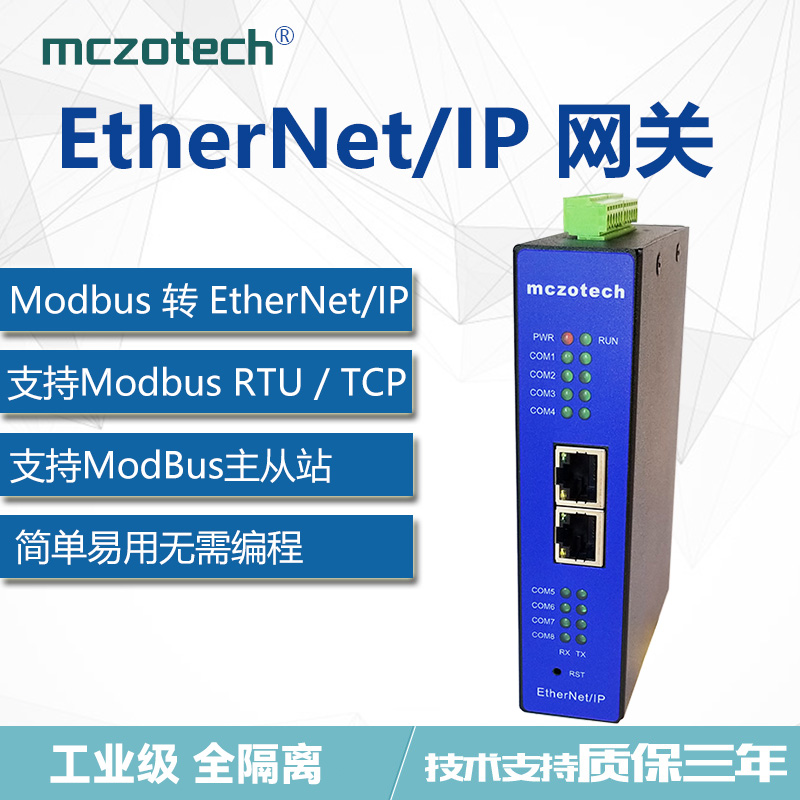 mczotech®
EtherNet/IP 网关
Modbus 转 EtherNet/IP
支持Modbus RTU / TCP
支持ModBus主从站
简单易用无需编程
mczotech
PWR RUN
COM1
COM2
COM3
COM4
COM5
COM6
COM7
COM8
RX TX
RST
EtherNet/IP
工业级 全隔离
技术支持质保三年